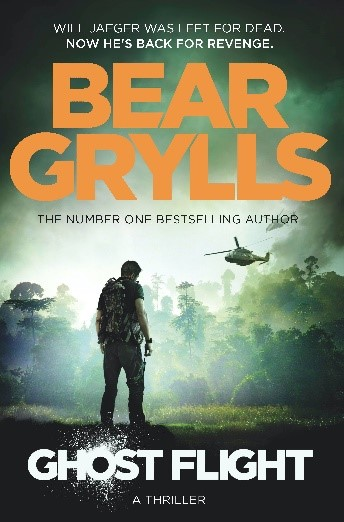 WILL JAEGER WAS LEFT FOR DEAD.
NOW HE'S BACK FOR REVENGE.
BEAR
GRYLLS
THE NUMBER ONE BESTSELLING AUTHOR
GHOST FLIGHT
A THRILLER